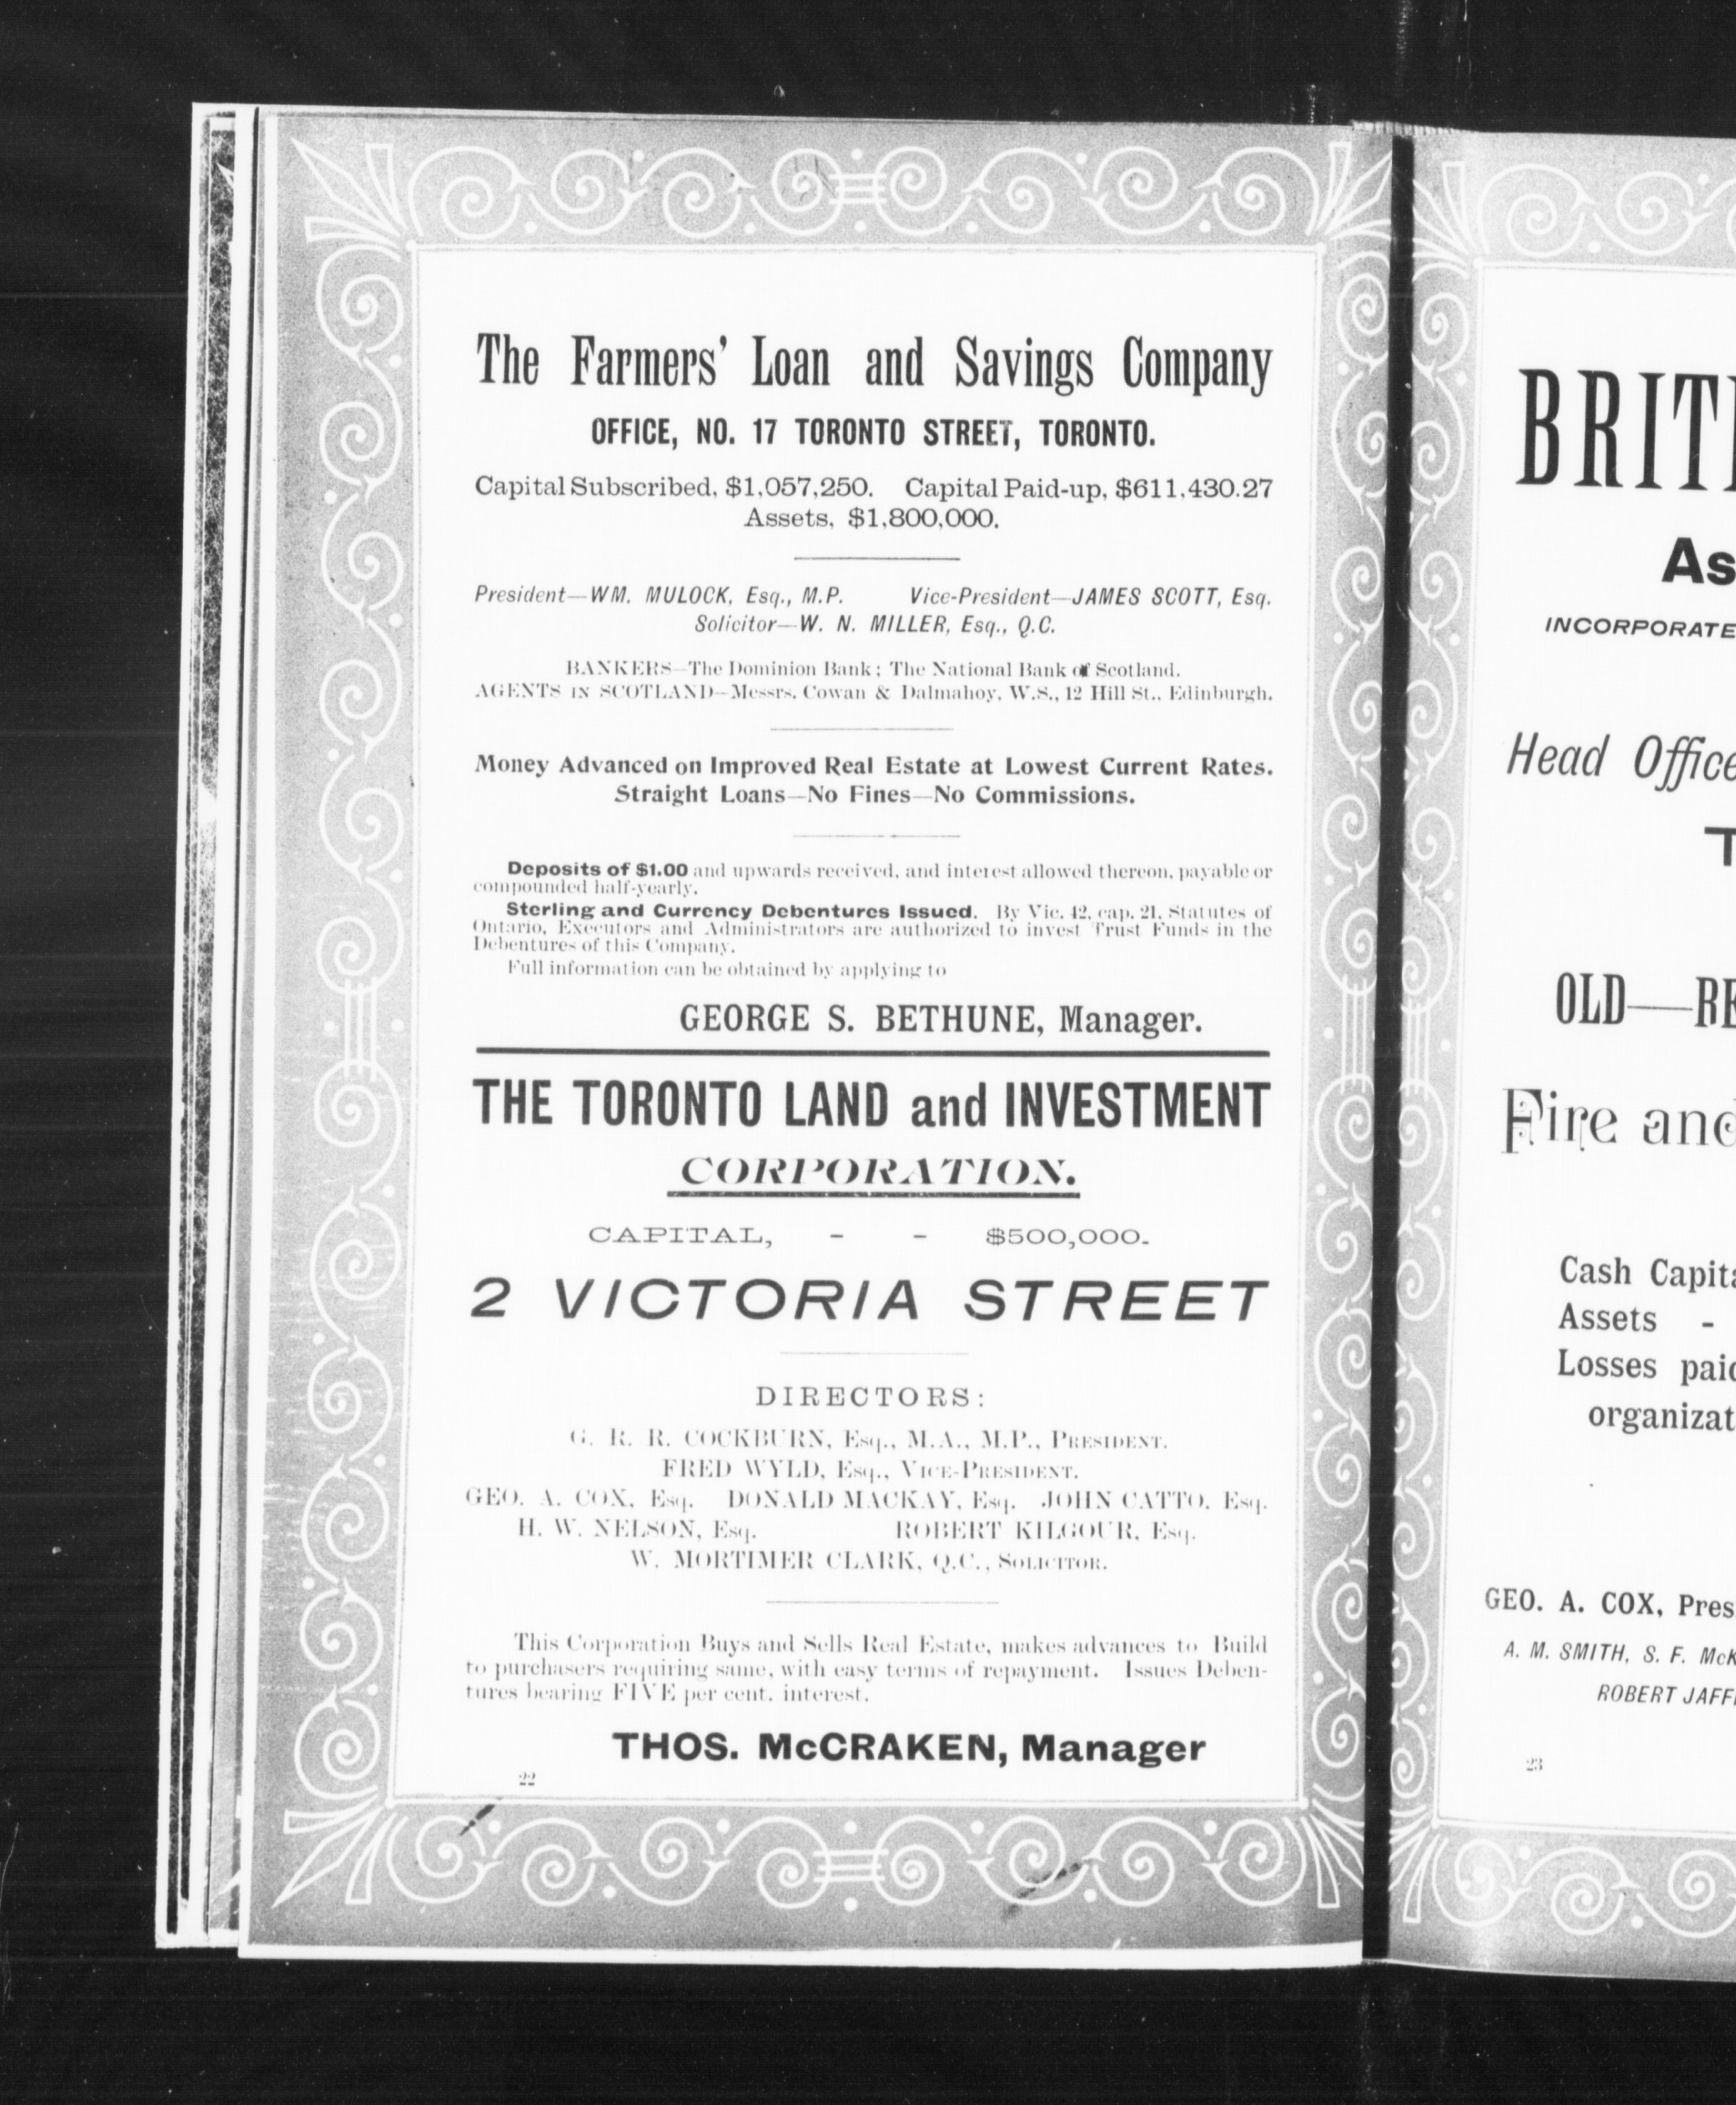 The Farmers' Loan and Savings Company
OFFICE, NO. 17 TORONTO STREET, TORONTO.
Capital Subscribed, $1,057,250. Capital Paid-up, $611,430.27
Assets, $1,800,000.
President—WM. MULOCK, Esq., M.P. Vice-President—JAMES SCOTT, Esq.
Solicitor—W. N. MILLER, Esq., Q.C.
BANKERS—The Dominion Bank; The National Bank of Scotland.
AGENTS IN SCOTLAND—Messrs. Cowan & Dalmahoy, W.S., 12 Hill St., Edinburgh.
Money Advanced on Improved Real Estate at Lowest Current Rates.
Straight Loans—No Fines—No Commissions.
Deposits of $1.00 and upwards received, and interest allowed thereon, payable or
compounded half-yearly.
Sterling and Currency Debentures Issued. By Vic. 42, cap. 21, Statutes of
Ontario, Executors and Administrators are authorized to invest Trust Funds in the
Debentures of this Company.
Full information can be obtained by applying to
GEORGE S. BETHUNE, Manager.
THE TORONTO LAND and INVESTMENT
CORPORATION.
CAPITAL, - - $500,000.
2 VICTORIA STREET
DIRECTORS:
G. R. R. COCKBURN, Esq., M.A., M.P., PRESIDENT.
FRED WYLD, Esq., VICE-PRESIDENT.
GEO. A. COX, Esq. DONALD MACKAY, Esq. JOHN CATTO, Esq.
H. W. NELSON, Esq. ROBERT KILGOUR, Esq.
W. MORTIMER CLARK, Q.C., SOLICITOR.
This Corporation Buys and Sells Real Estate, makes advances to Build
to purchasers requiring same, with easy terms of repayment. Issues Deben-
tures bearing FIVE per cent. interest.
THOS. McCRAKEN, Manager
22
BRIT
As
INCORPORATE
Head Office
T
OLD—RE
Fire and
Cash Capita
Assets -
Losses paid
organizat
GEO. A. COX, Pres
A. M. SMITH, S. F. McK
ROBERT JAFF
23